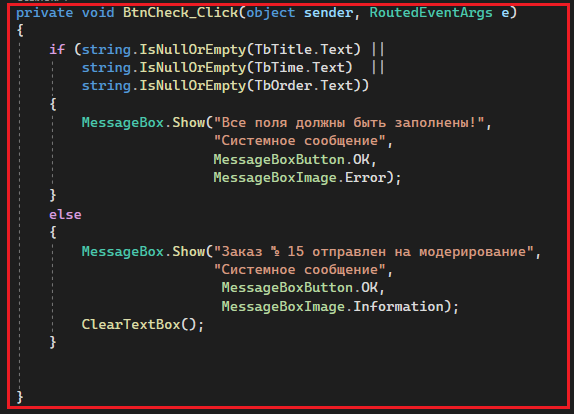 private void BtnCheck_Click(object sender, RoutedEventArgs e)
{
if (string.IsNullOrEmpty(TbTitle.Text) ||
string.IsNullOrEmpty(TbTime.Text) ||
string.IsNullOrEmpty(TbOrder.Text))
{
MessageBox.Show("Все поля должны быть заполнены!",
"Системное сообщение",
MessageBoxButton.OK,
MessageBoxImage.Error);
}
else
{
MessageBox.Show("Заказ № 15 отправлен на модерирование",
"Системное сообщение",
MessageBoxButton.OK,
MessageBoxImage.Information);
ClearTextBox();
}
}